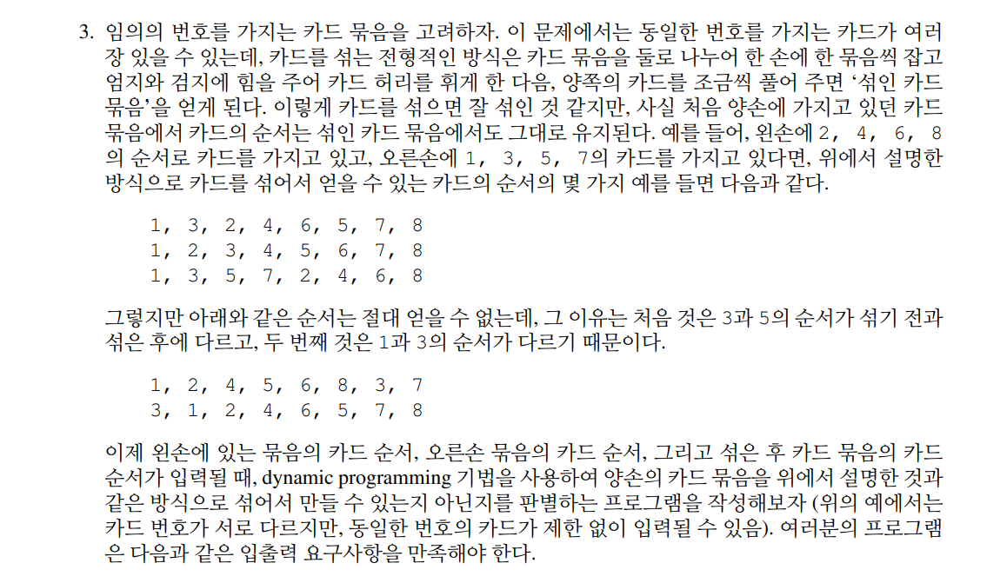 3. 임의의 번호를 가지는 카드 묶음을 고려하자. 이 문제에서는 동일한 번호를 가지는 카드가 여러
장 있을 수 있는데, 카드를 섞는 전형적인 방식은 카드 묶음을 둘로 나누어 한 손에 한 묶음씩 잡고
엄지와 검지에 힘을 주어 카드 허리를 휘게 한 다음, 양쪽의 카드를 조금씩 풀어 주면 ‘섞인 카드
묶음’을 얻게 된다. 이렇게 카드를 섞으면 잘 섞인 것 같지만, 사실 처음 양손에 가지고 있던 카드
묶음에서 카드의 순서는 섞인 카드 묶음에서도 그대로 유지된다. 예를 들어, 왼손에 2, 4, 6, 8
의 순서로 카드를 가지고 있고, 오른손에 1, 3, 5, 7의 카드를 가지고 있다면, 위에서 설명한
방식으로 카드를 섞어서 얻을 수 있는 카드의 순서의 몇 가지 예를 들면 다음과 같다.
1, 3, 2, 4, 6, 5, 7, 8
1, 2, 3, 4, 5, 6, 7, 8
1, 3, 5, 7, 2, 4, 6, 8
그렇지만 아래와 같은 순서는 절대 얻을 수 없는데, 그 이유는 처음 것은 3과 5의 순서가 섞기 전과
섞은 후에 다르고, 두 번째 것은 1과 3의 순서가 다르기 때문이다.
1, 2, 4, 5, 6, 8, 3, 7
3, 1, 2, 4, 6, 5, 7, 8
이제 왼손에 있는 묶음의 카드 순서, 오른손 묶음의 카드 순서, 그리고 섞은 후 카드 묶음의 카드
순서가 입력될 때, dynamic programming 기법을 사용하여 양손의 카드 묶음을 위에서 설명한 것과
같은 방식으로 섞어서 만들 수 있는지 아닌지를 판별하는 프로그램을 작성해보자 (위의 예에서는
카드 번호가 서로 다르지만, 동일한 번호의 카드가 제한 없이 입력될 수 있음). 여러분의 프로그램
은 다음과 같은 입출력 요구사항을 만족해야 한다.